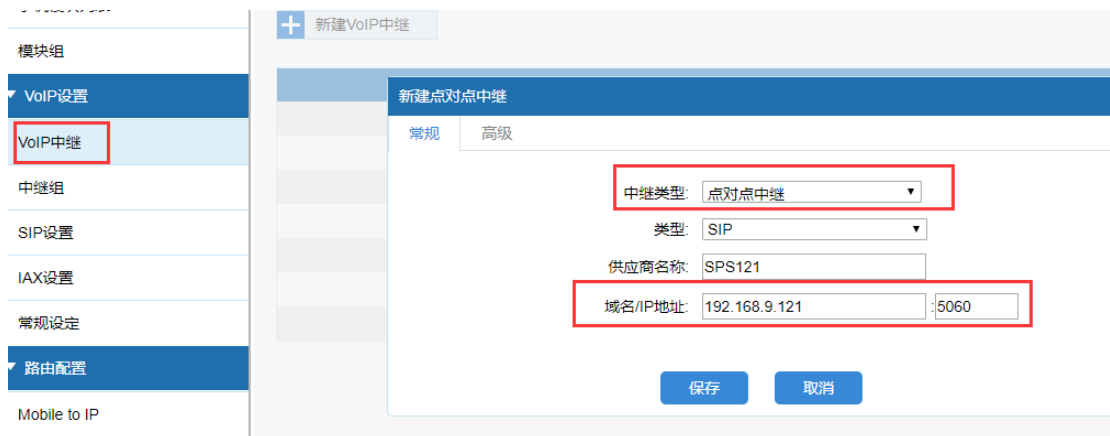 新建VoIP中继
模块组
VoIP设置
VoIP中继
中继组
SIP设置
IAX设置
常规设定
路由配置
Mobile to IP
新建点对点中继
常规 高级
中继类型: 点对点中继
类型: SIP
供应商名称: SPS121
域名/IP地址: 192.168.9.121 :5060
保存 取消